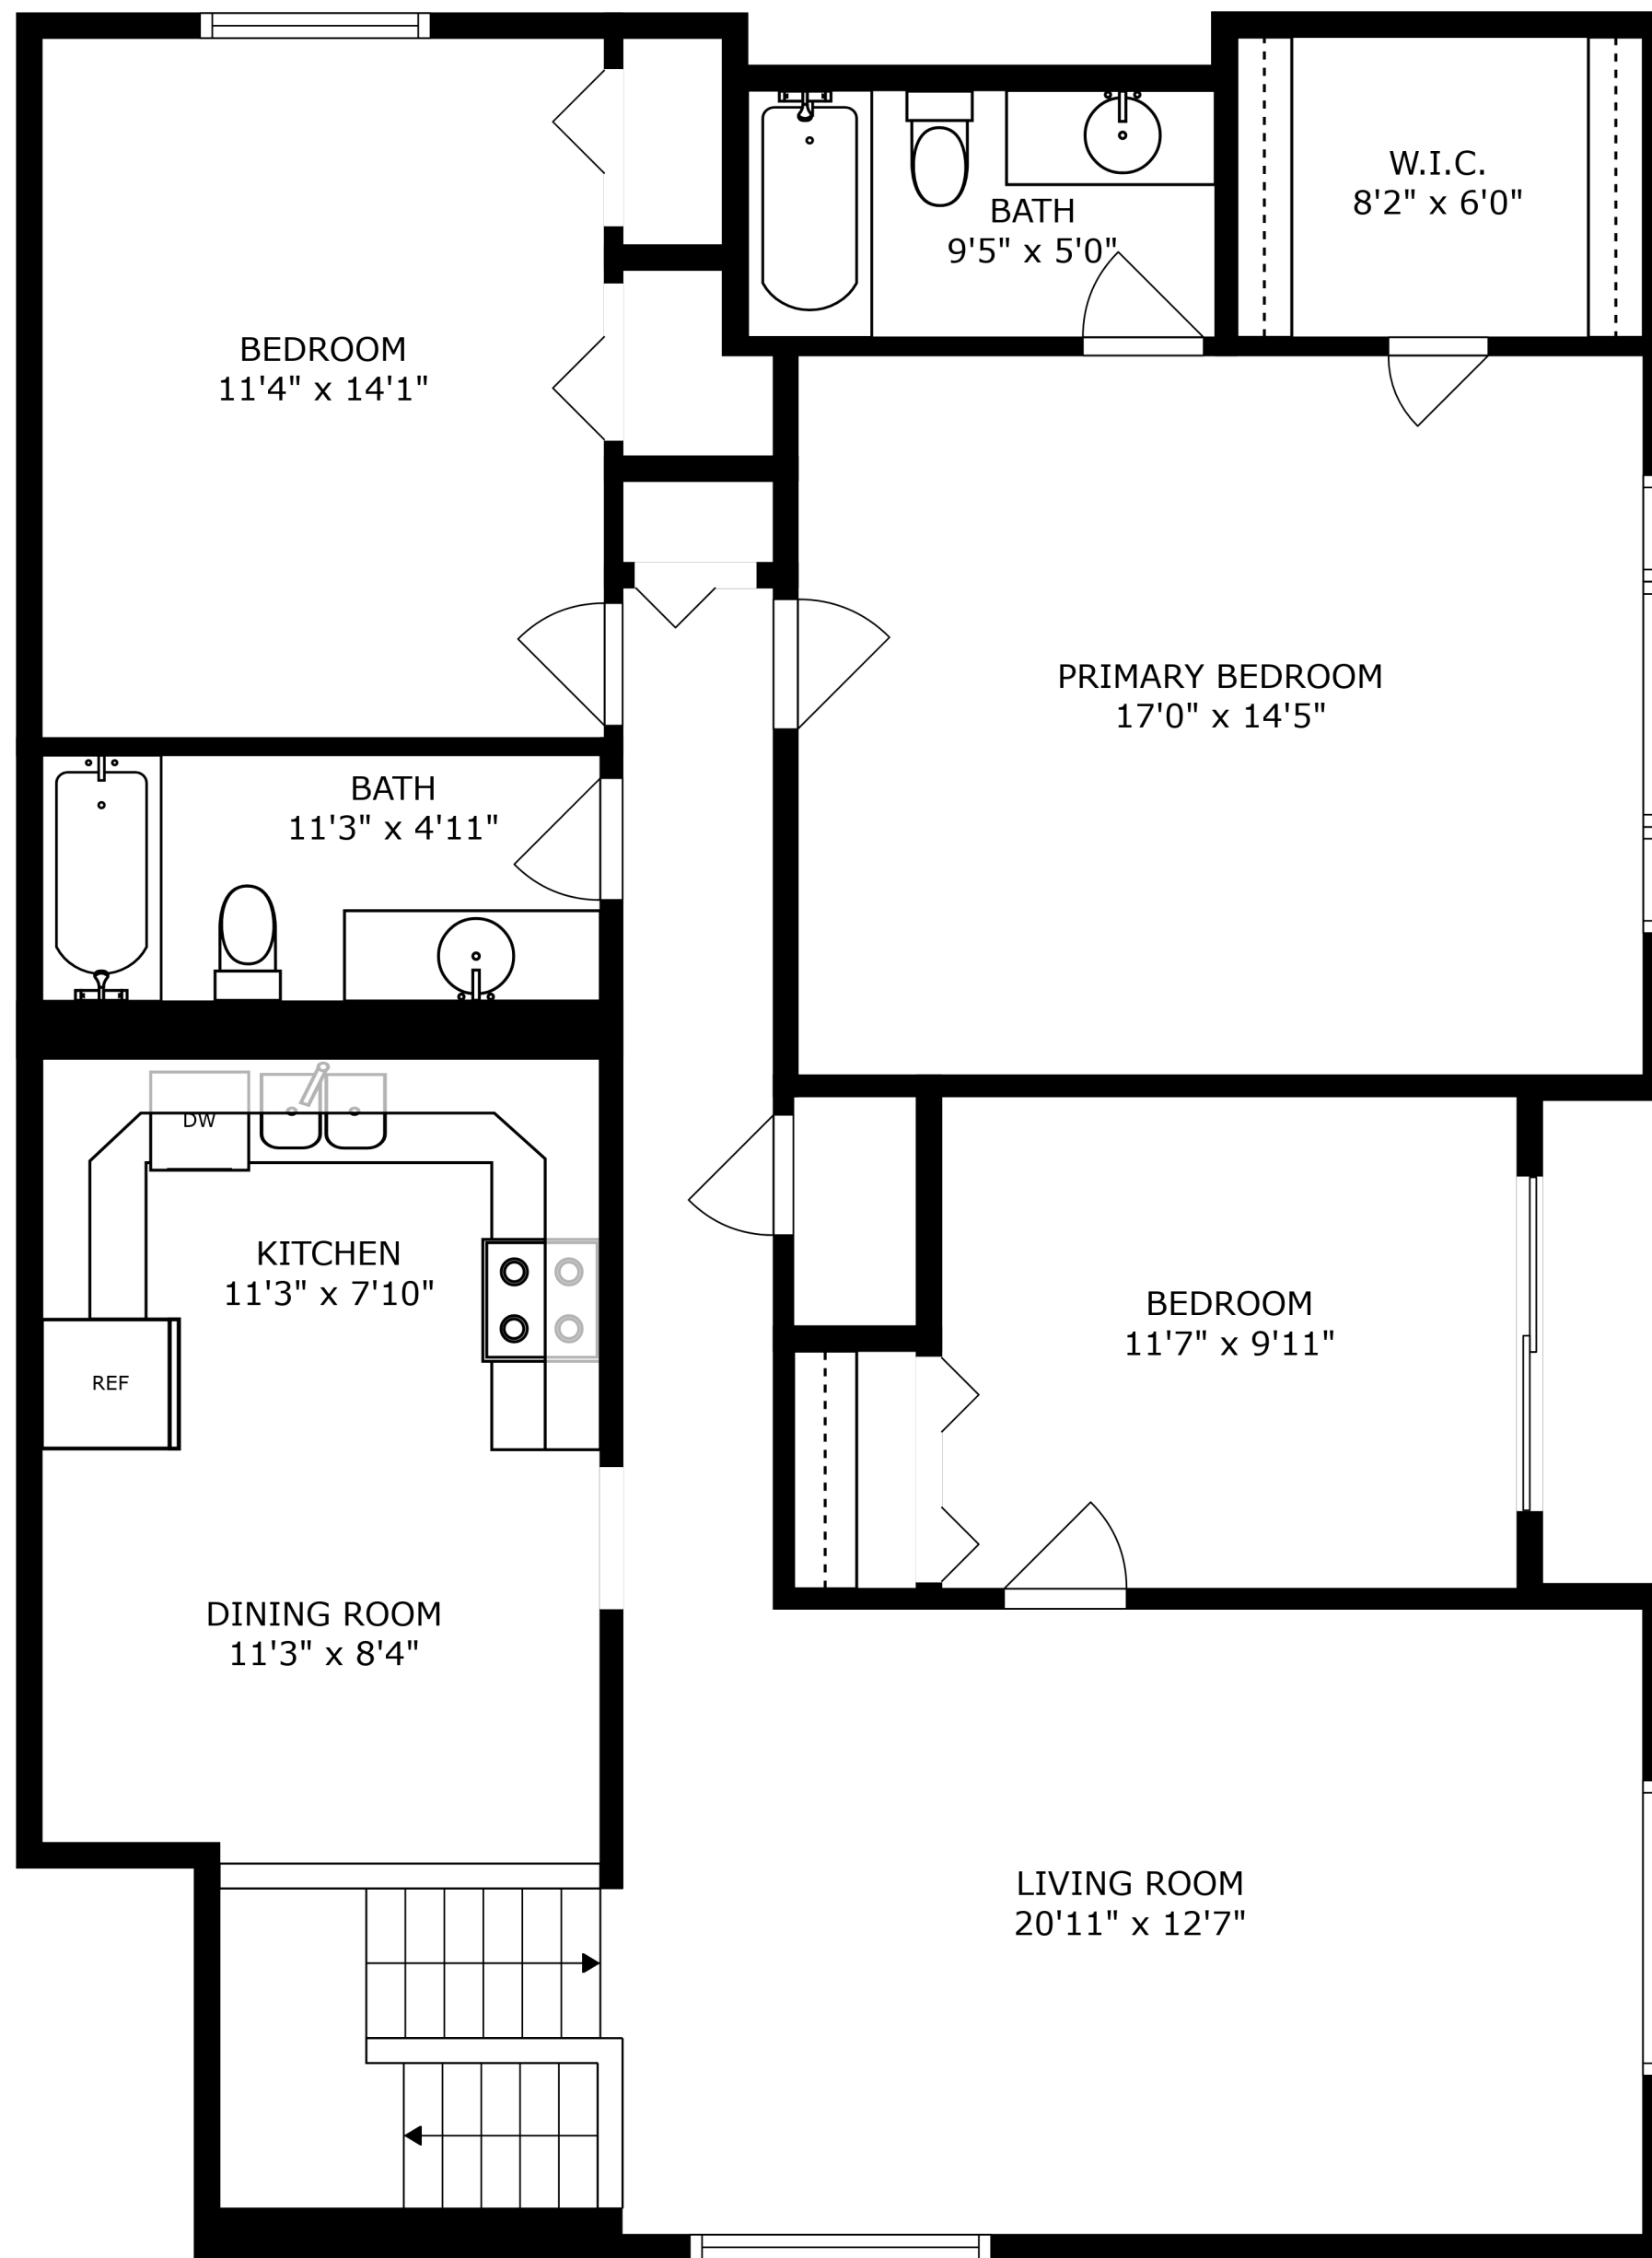 W.I.C.
8'2" x 6'0"
BATH
9'5" x 5'0"
BEDROOM
11'4" x 14'1"
PRIMARY BEDROOM
17'0" x 14'5"
BATH
11'3" x 4'11"
DW
KITCHEN
11'3" x 7'10"
REF
BEDROOM
11'7" x 9'11"
DINING ROOM
11'3" x 8'4"
LIVING ROOM
20'11" x 12'7"